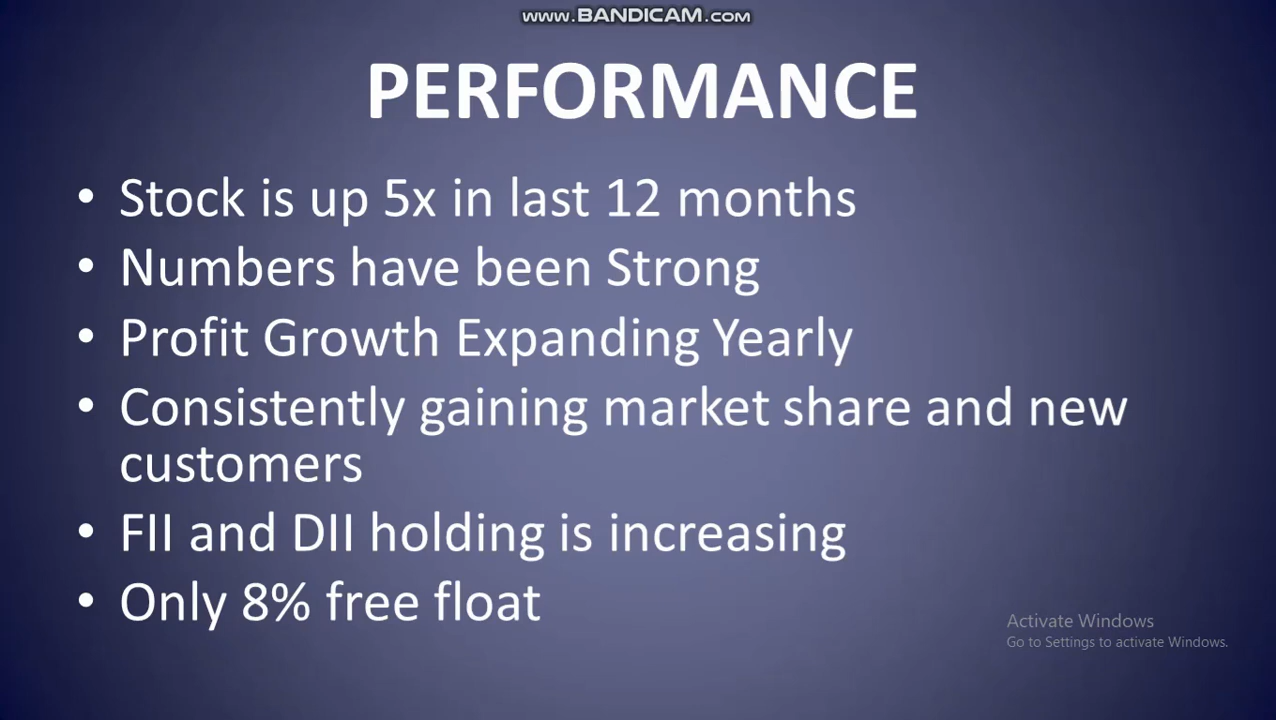 www.BANDICAM.com
PERFORMANCE
• Stock is up 5x in last 12 months
• Numbers have been Strong
• Profit Growth Expanding Yearly
• Consistently gaining market share and new
customers
• FII and DII holding is increasing
• Only 8% free float
Activate Windows
Go to Settings to activate Windows.